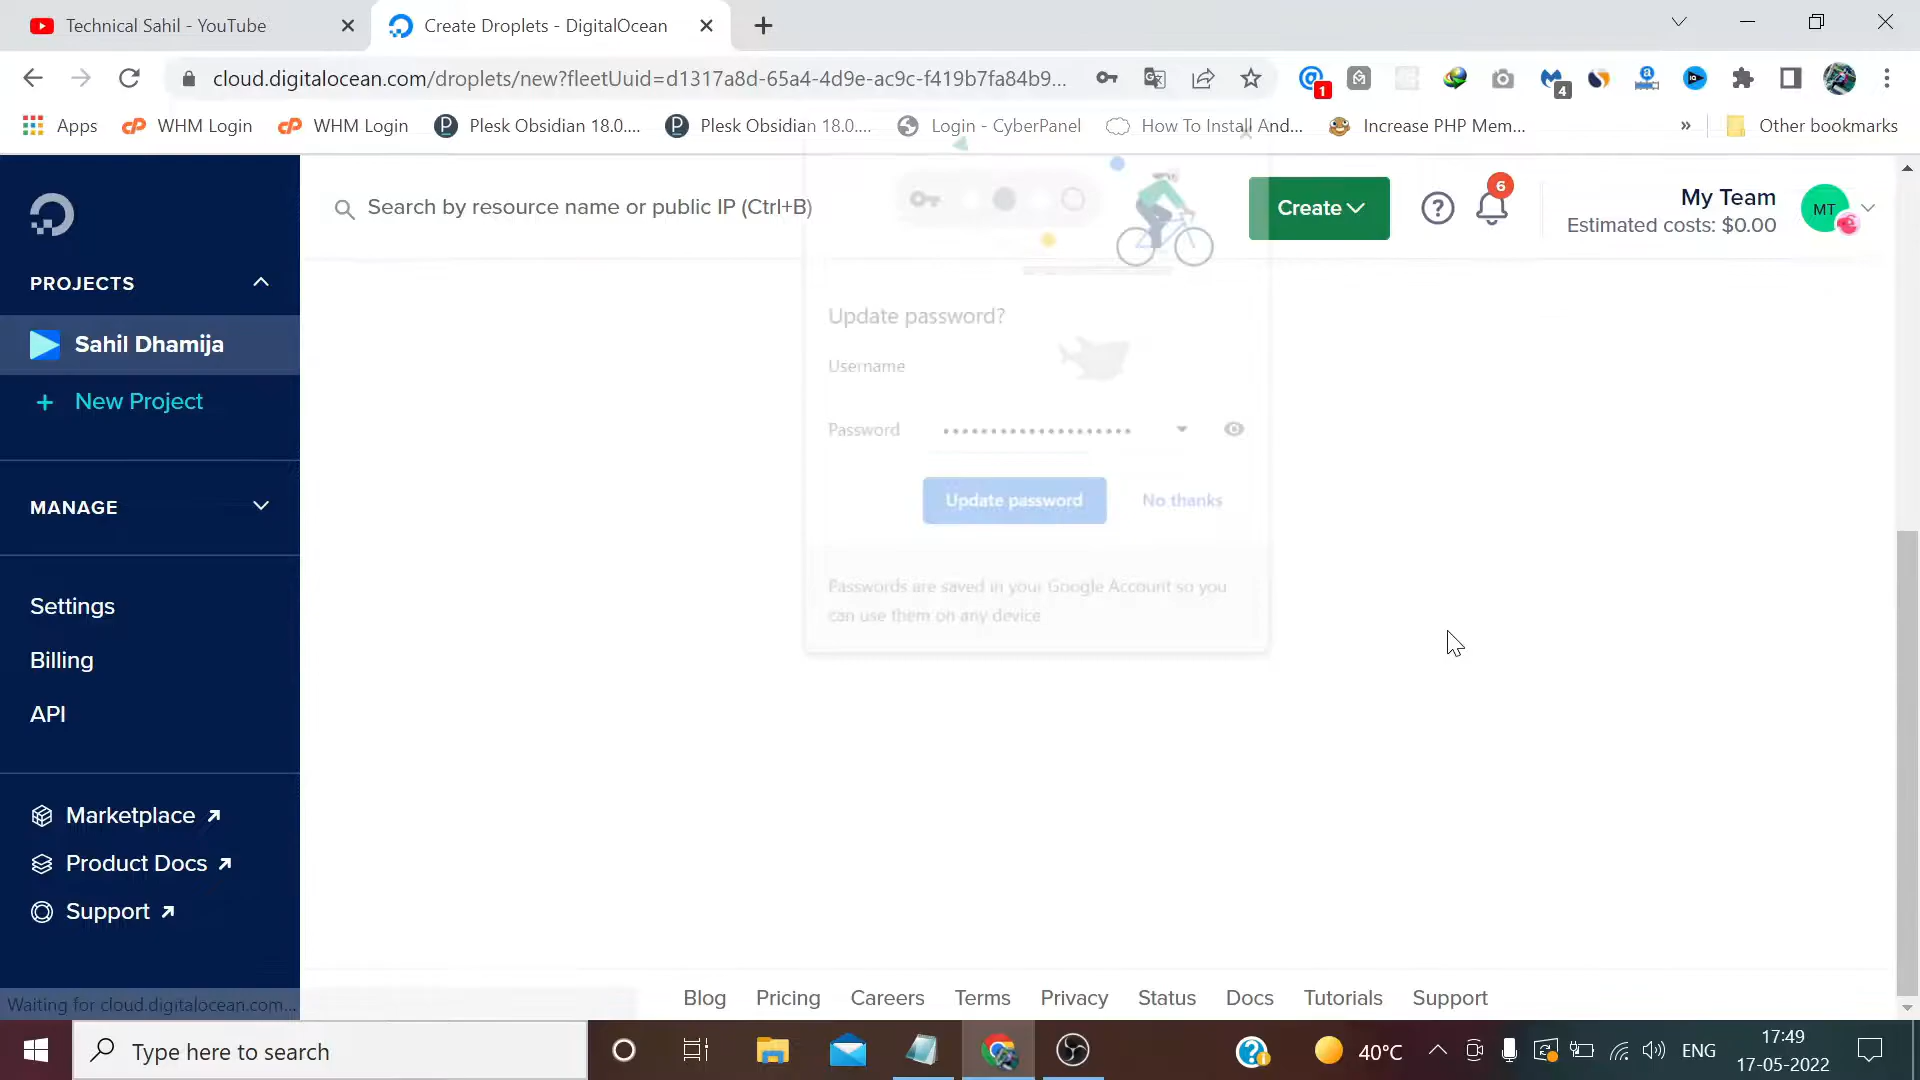 Technical Sahil - YouTube
Create Droplets - DigitalOcean
cloud.digitalocean.com/droplets/new?fleetUuid=d1317a8d-65a4-4d9e-ac9c-f419b7fa84b9...
1
4
Apps
WHM Login
WHM Login
Plesk Obsidian 18.0....
Plesk Obsidian 18.0....
Login - CyberPanel
How To Install And...
Increase PHP Mem...
»
Other bookmarks
Search by resource name or public IP (Ctrl+B)
Create
6
My Team
Estimated costs: $0.00
MT
PROJECTS
Sahil Dhamija
+ New Project
MANAGE
Settings
Billing
API
Marketplace
Product Docs
Support
Update password?
Username
Password
Update password
No thanks
Passwords are saved in your Google Account so you
can use them on any device
Waiting for cloud.digitalocean.com...
Blog
Pricing
Careers
Terms
Privacy
Status
Docs
Tutorials
Support
Type here to search
40°C
ENG
17:49
17-05-2022